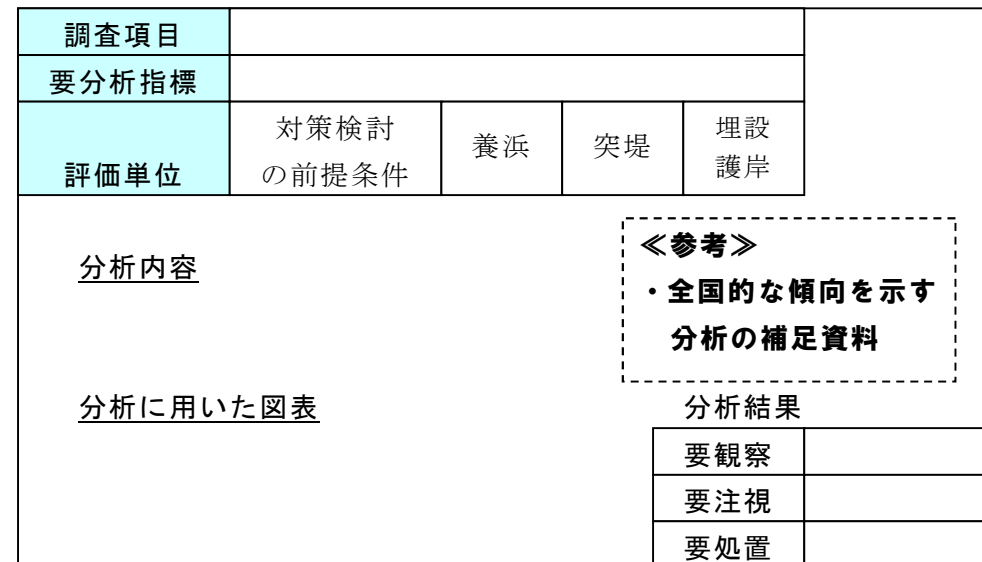 調査項目
要分析指標
評価単位
対策検討
の前提条件
養浜
突堤
埋設
護岸
分析内容
≪参考≫
・全国的な傾向を示す
分析の補足資料
分析に用いた図表
分析結果
要観察
要注視
要処置